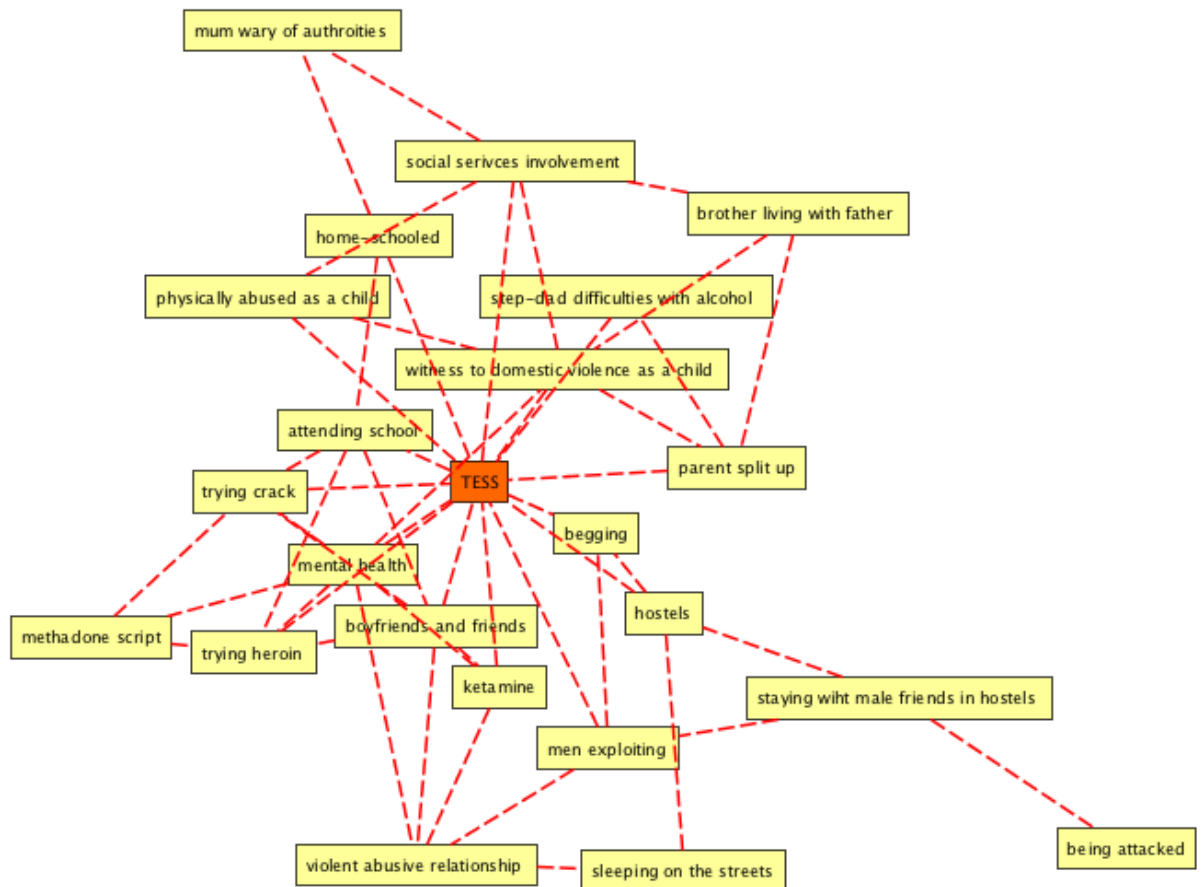 mum wary of authroities
social serivces involvement
brother living with father
home-schooled
physically abused as a child
step-dad difficulties with alcohol
witness to domestic violence as a child
attending school
parent split up
TESS
trying crack
begging
mental health
hostels
boyfriends and friends
methadone script
trying heroin
ketamine
staying wiht male friends in hostels
men exploiting
being attacked
violent abusive relationship
sleeping on the streets